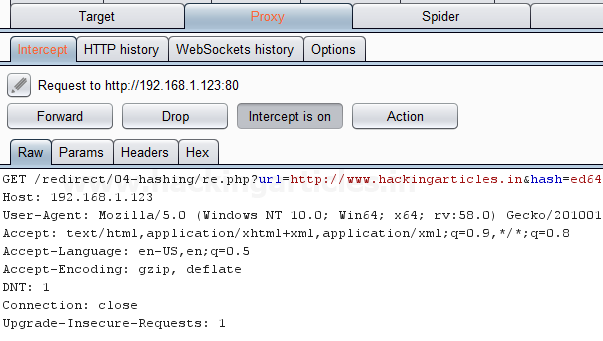 Target Proxy Spider
Intercept HTTP history WebSockets history Options
Request to http://192.168.1.123:80
Forward Drop Intercept is on Action
Raw Params Headers Hex
GET /redirect/04-hashing/re.php?url=http://www.hackingarticles.in&hash=ed64
Host: 192.168.1.123
User-Agent: Mozilla/5.0 (Windows NT 10.0; Win64; x64; rv:58.0) Gecko/201001
Accept: text/html,application/xhtml+xml,application/xml;q=0.9,*/*;q=0.8
Accept-Language: en-US,en;q=0.5
Accept-Encoding: gzip, deflate
DNT: 1
Connection: close
Upgrade-Insecure-Requests: 1